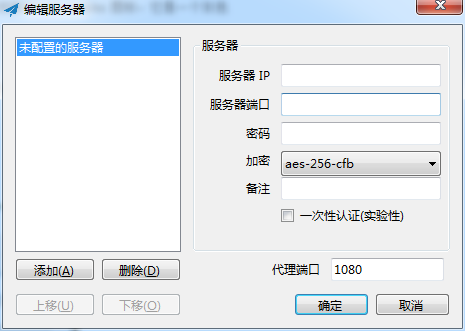 编辑服务器
未配置的服务器
服务器
服务器 IP
服务器端口
密码
加密 aes-256-cfb
备注
一次性认证(实验性)
添加(A) 删除(D)
代理端口 1080
上移(U) 下移(O)
确定 取消